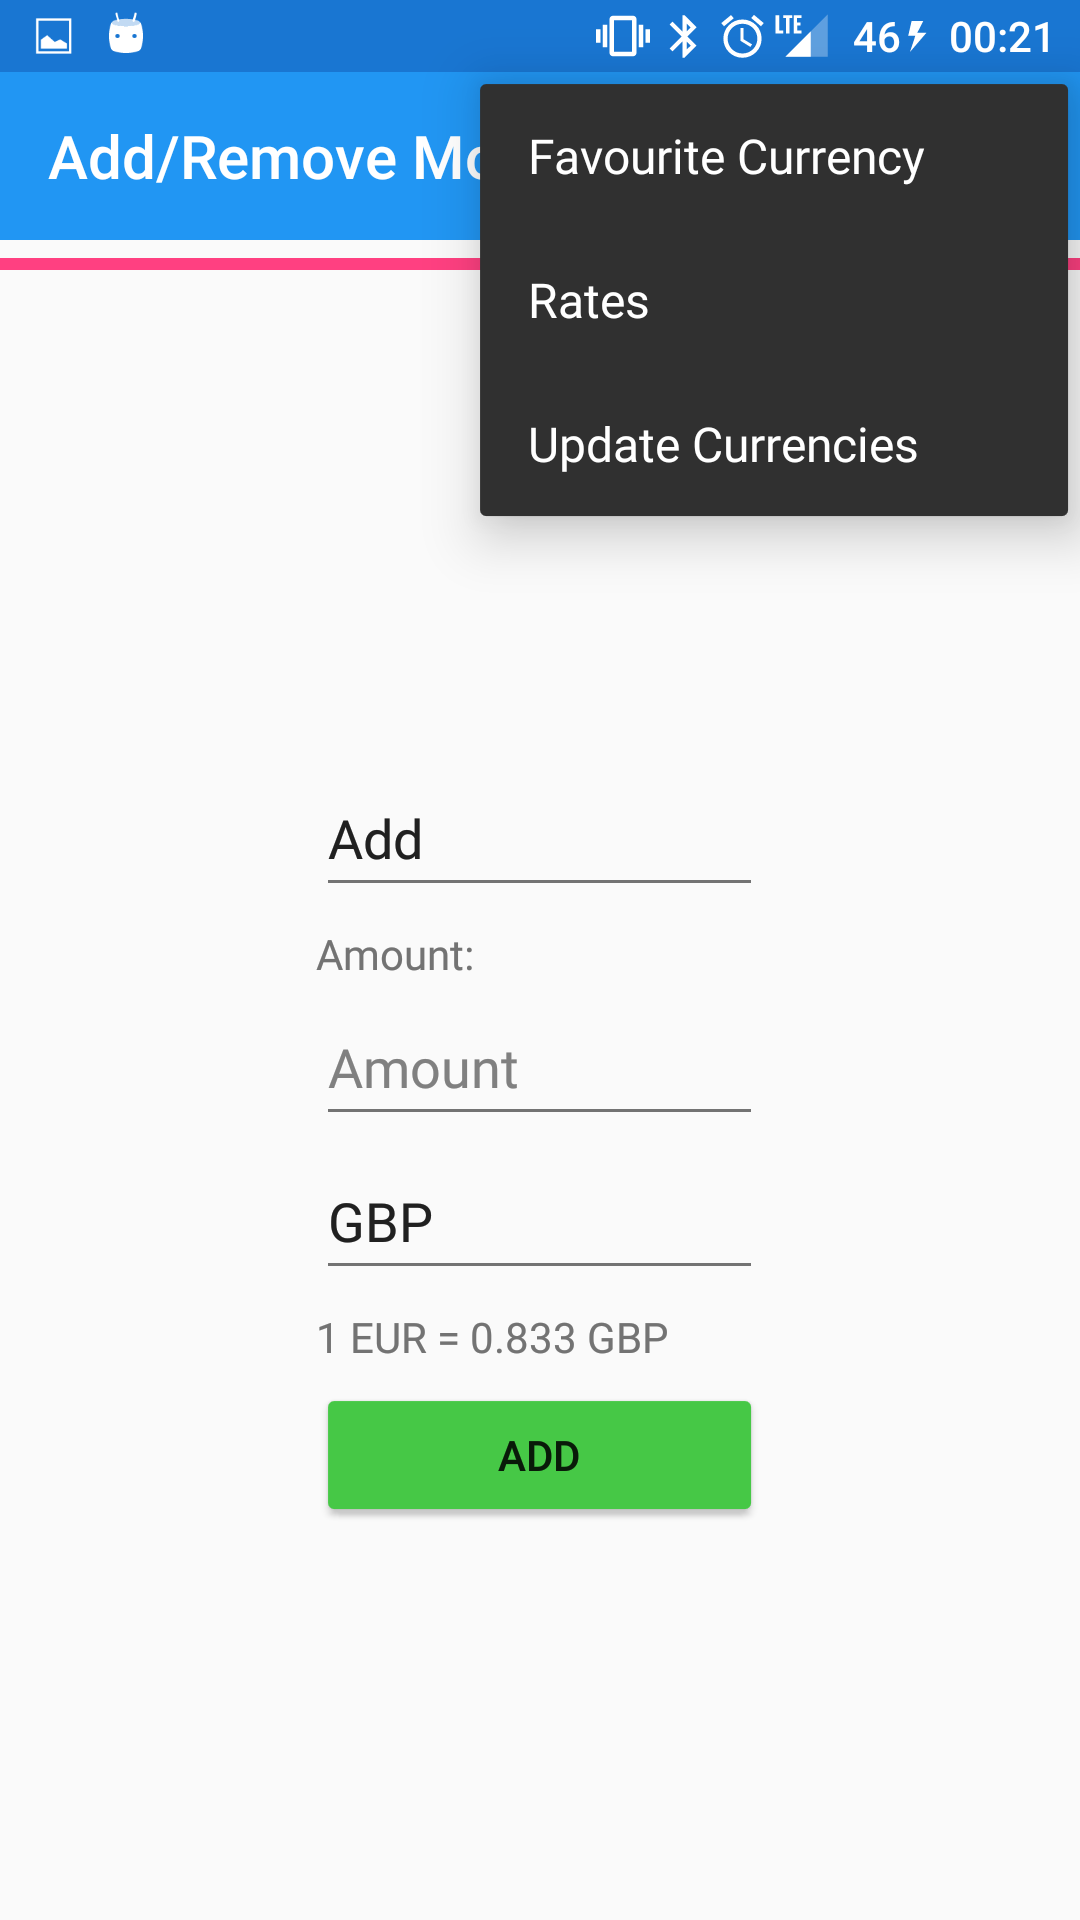 LTE 46 00:21
Add/Remove Mo
Favourite Currency
Rates
Update Currencies
Add
Amount:
Amount
GBP
1 EUR = 0.833 GBP
ADD